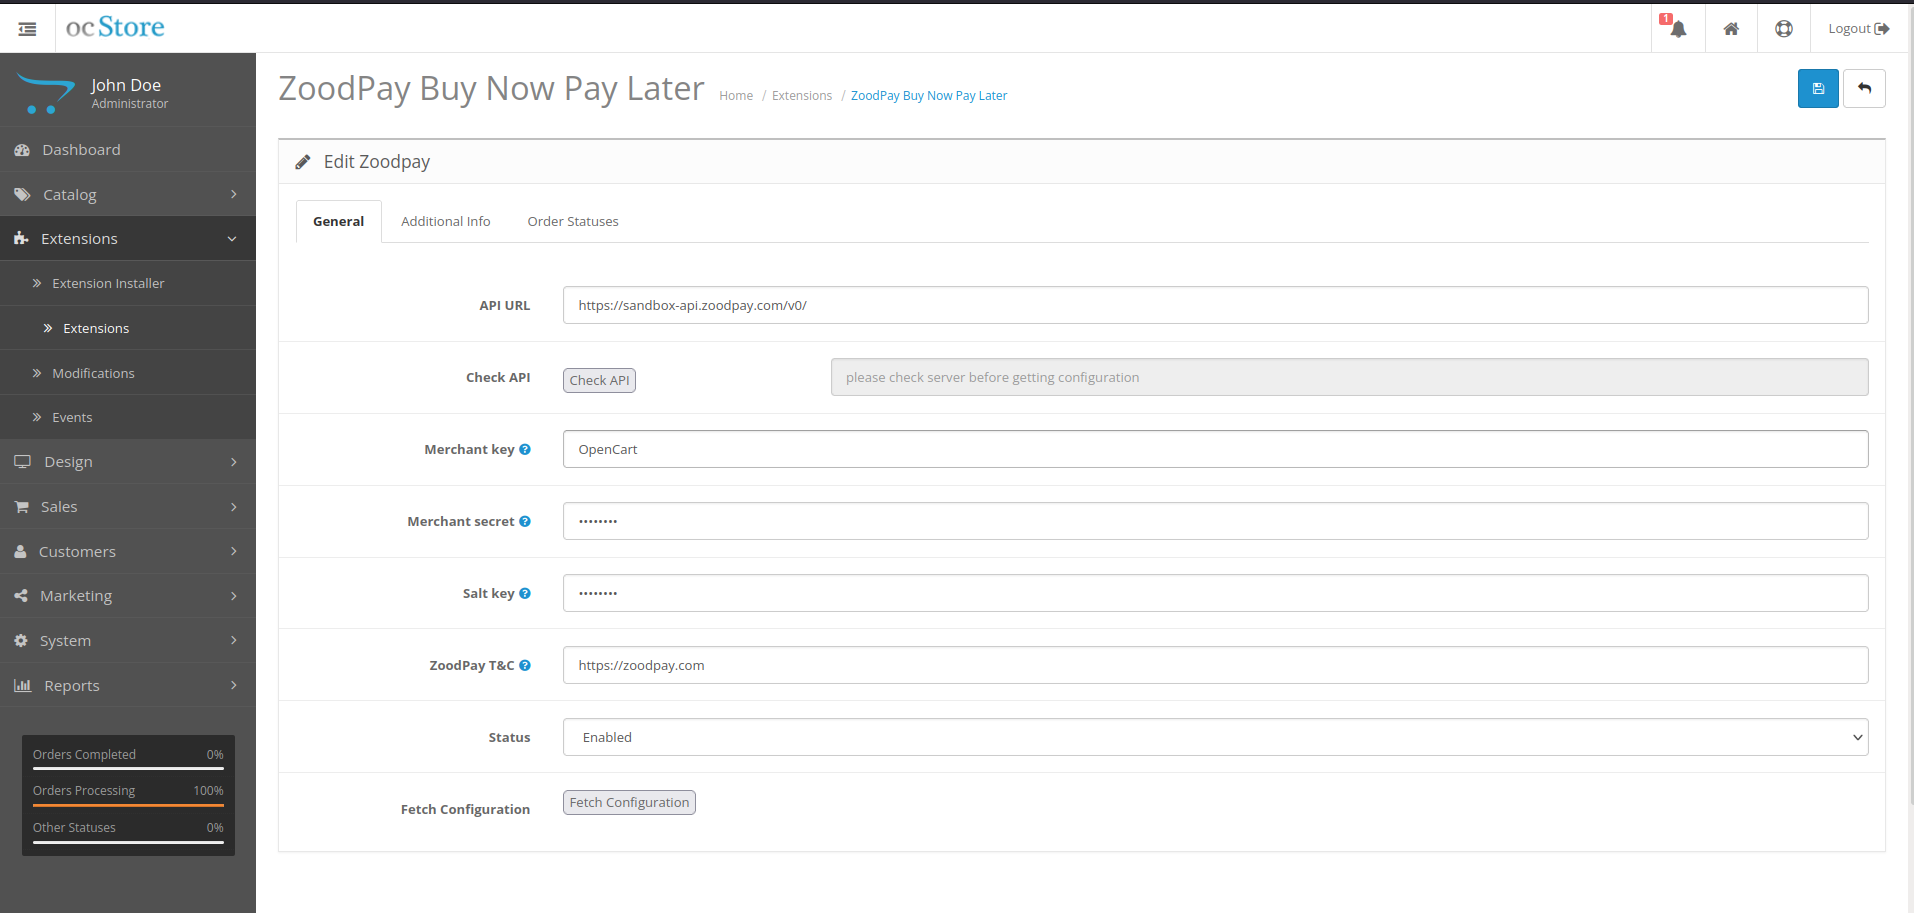 oc Store
1
Logout
John Doe
Administrator
Dashboard
Catalog
Extensions
Extension Installer
Extensions
Modifications
Events
Design
Sales
Customers
Marketing
System
Reports
Orders Completed 0%
Orders Processing 100%
Other Statuses 0%
ZoodPay Buy Now Pay Later
Home / Extensions / ZoodPay Buy Now Pay Later
Edit Zoodpay
General Additional Info Order Statuses
API URL https://sandbox-api.zoodpay.com/v0/
Check API Check API please check server before getting configuration
Merchant key ? OpenCart
Merchant secret ? ••••••••
Salt key ? ••••••••
ZoodPay T&C ? https://zoodpay.com
Status Enabled
Fetch Configuration Fetch Configuration